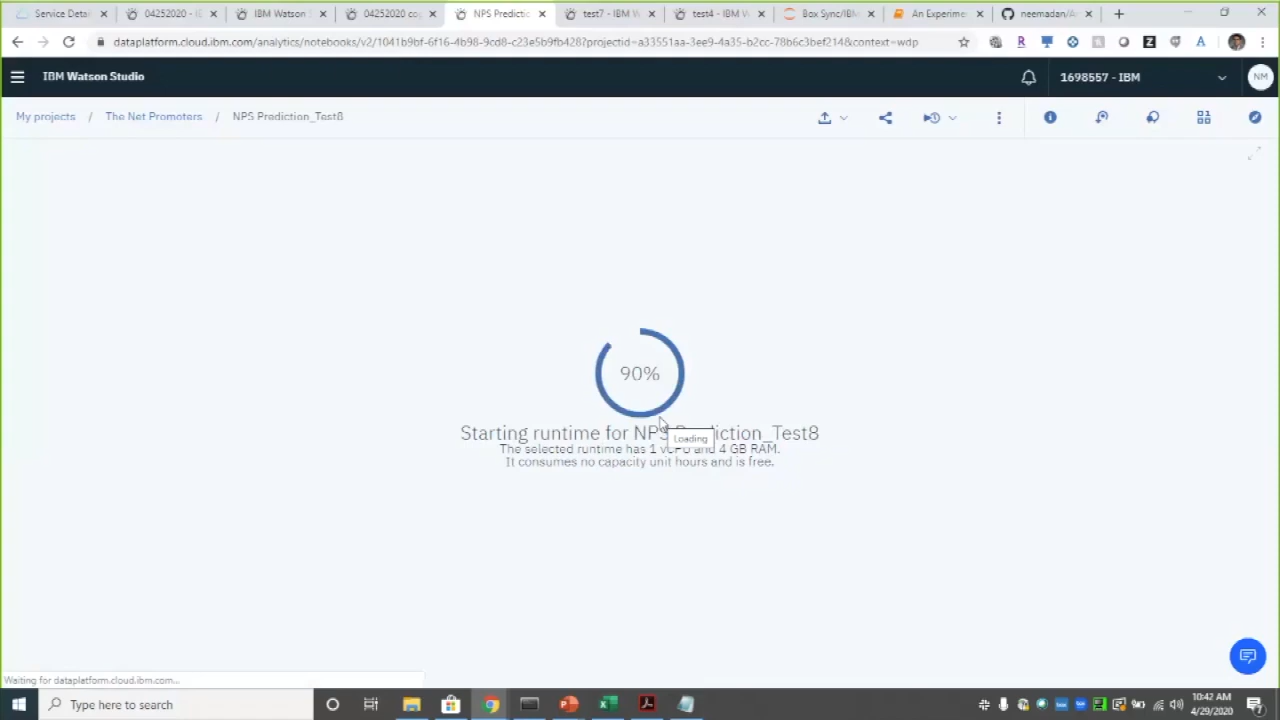 Service Detai
04252020 - I
IBM Watson S
04252020 co
NPS Predictio
test7 - IBM W
test4 - IBM W
Box Sync/IBM
An Experime
neemadan/A
dataplatform.cloud.ibm.com/analytics/notebooks/v2/1041b9bf-6f16-4b98-9cd8-c23e5b9fb428?projectid=a33551aa-3ee9-4a35-b2cc-78b6c3bef214&context=wdp
IBM Watson Studio
1698557 - IBM
NM
My projects / The Net Promoters / NPS Prediction_Test8
90%
Starting runtime for NPS Prediction_Test8
Loading
The selected runtime has 1 vCPU and 4 GB RAM.
It consumes no capacity unit hours and is free.
Waiting for dataplatform.cloud.ibm.com...
Type here to search
10:42 AM
4/29/2020